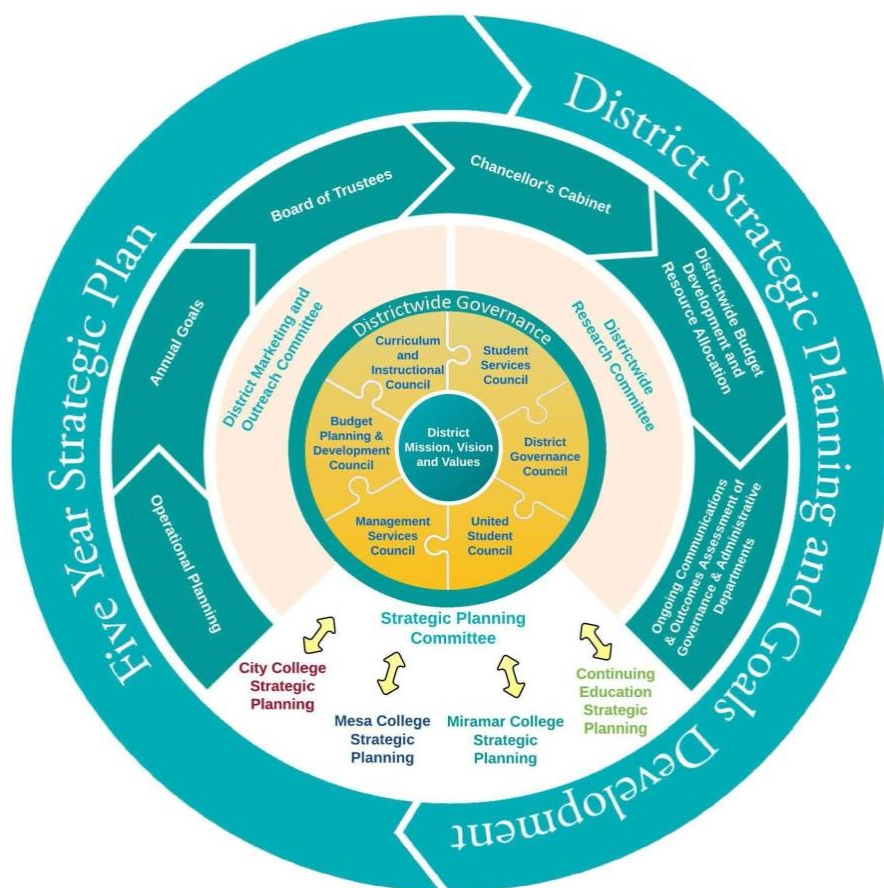 Five Year Strategic Plan
District Strategic Planning and Goals Development
Operational Planning
Annual Goals
Board of Trustees
Chancellor's Cabinet
Districtwide Budget
Development and
Resource Allocation
Ongoing Communications
& Outcomes Assessment of
Governance & Administrative
Departments
District Marketing and
Outreach Committee
Districtwide
Research Committee
Districtwide Governance
Curriculum
and
Instructional
Council
Student
Services
Council
Budget
Planning &
Development
Council
District
Mission, Vision
and Values
District
Governance
Council
Management
Services
Council
United
Student
Council
Strategic Planning
Committee
City College
Strategic
Planning
Mesa College
Strategic
Planning
Miramar College
Strategic
Planning
Continuing
Education
Strategic
Planning